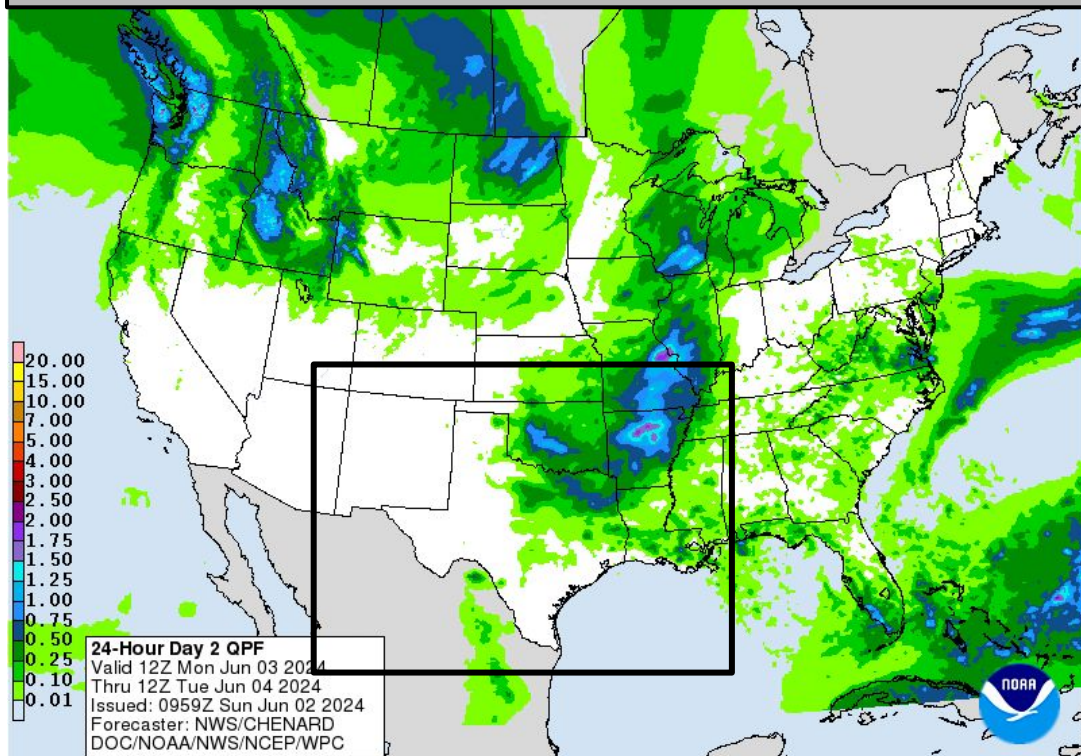 20.00
15.00
10.00
7.00
5.00
4.00
3.00
2.50
2.00
1.75
1.50
1.25
1.00
0.75
0.50
0.25
0.10
0.01
24-Hour Day 2 QPF
Valid 12Z Mon Jun 03 2024
Thru 12Z Tue Jun 04 2024
Issued: 0959Z Sun Jun 02 2024
Forecaster: NWS/CHENARD
DOC/NOAA/NWS/NCEP/WPC
NOAA